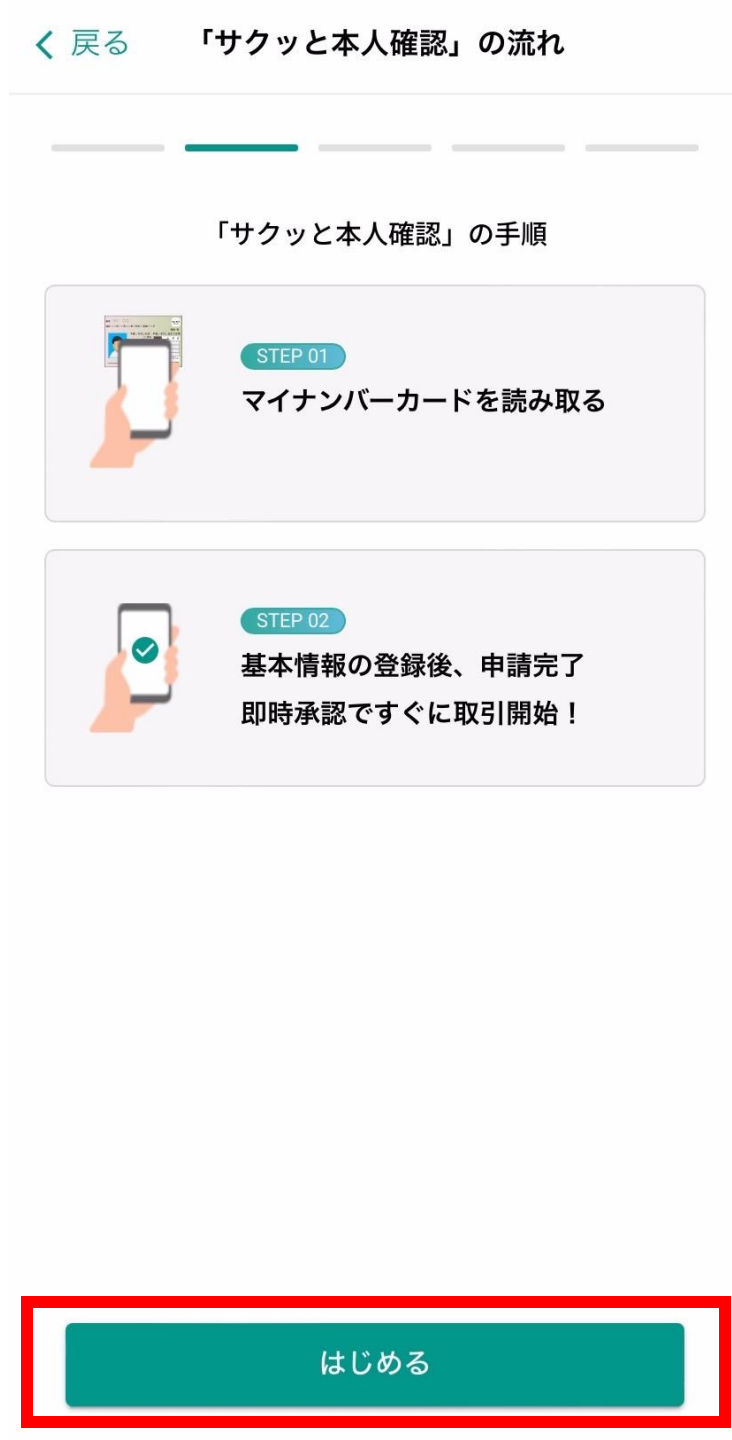 戻る 「サクッと本人確認」の流れ
「サクッと本人確認」の手順
STEP 01
マイナンバーカードを読み取る
STEP 02
基本情報の登録後、申請完了
即時承認ですぐに取引開始！
はじめる